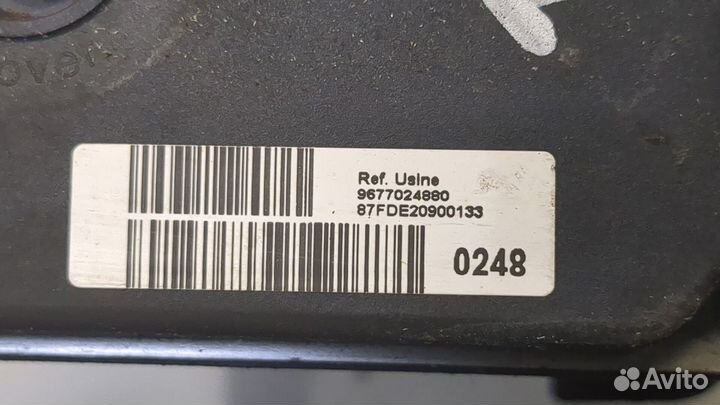 Ref. Usine
9677024880
87FDE20900133
0248
Avito